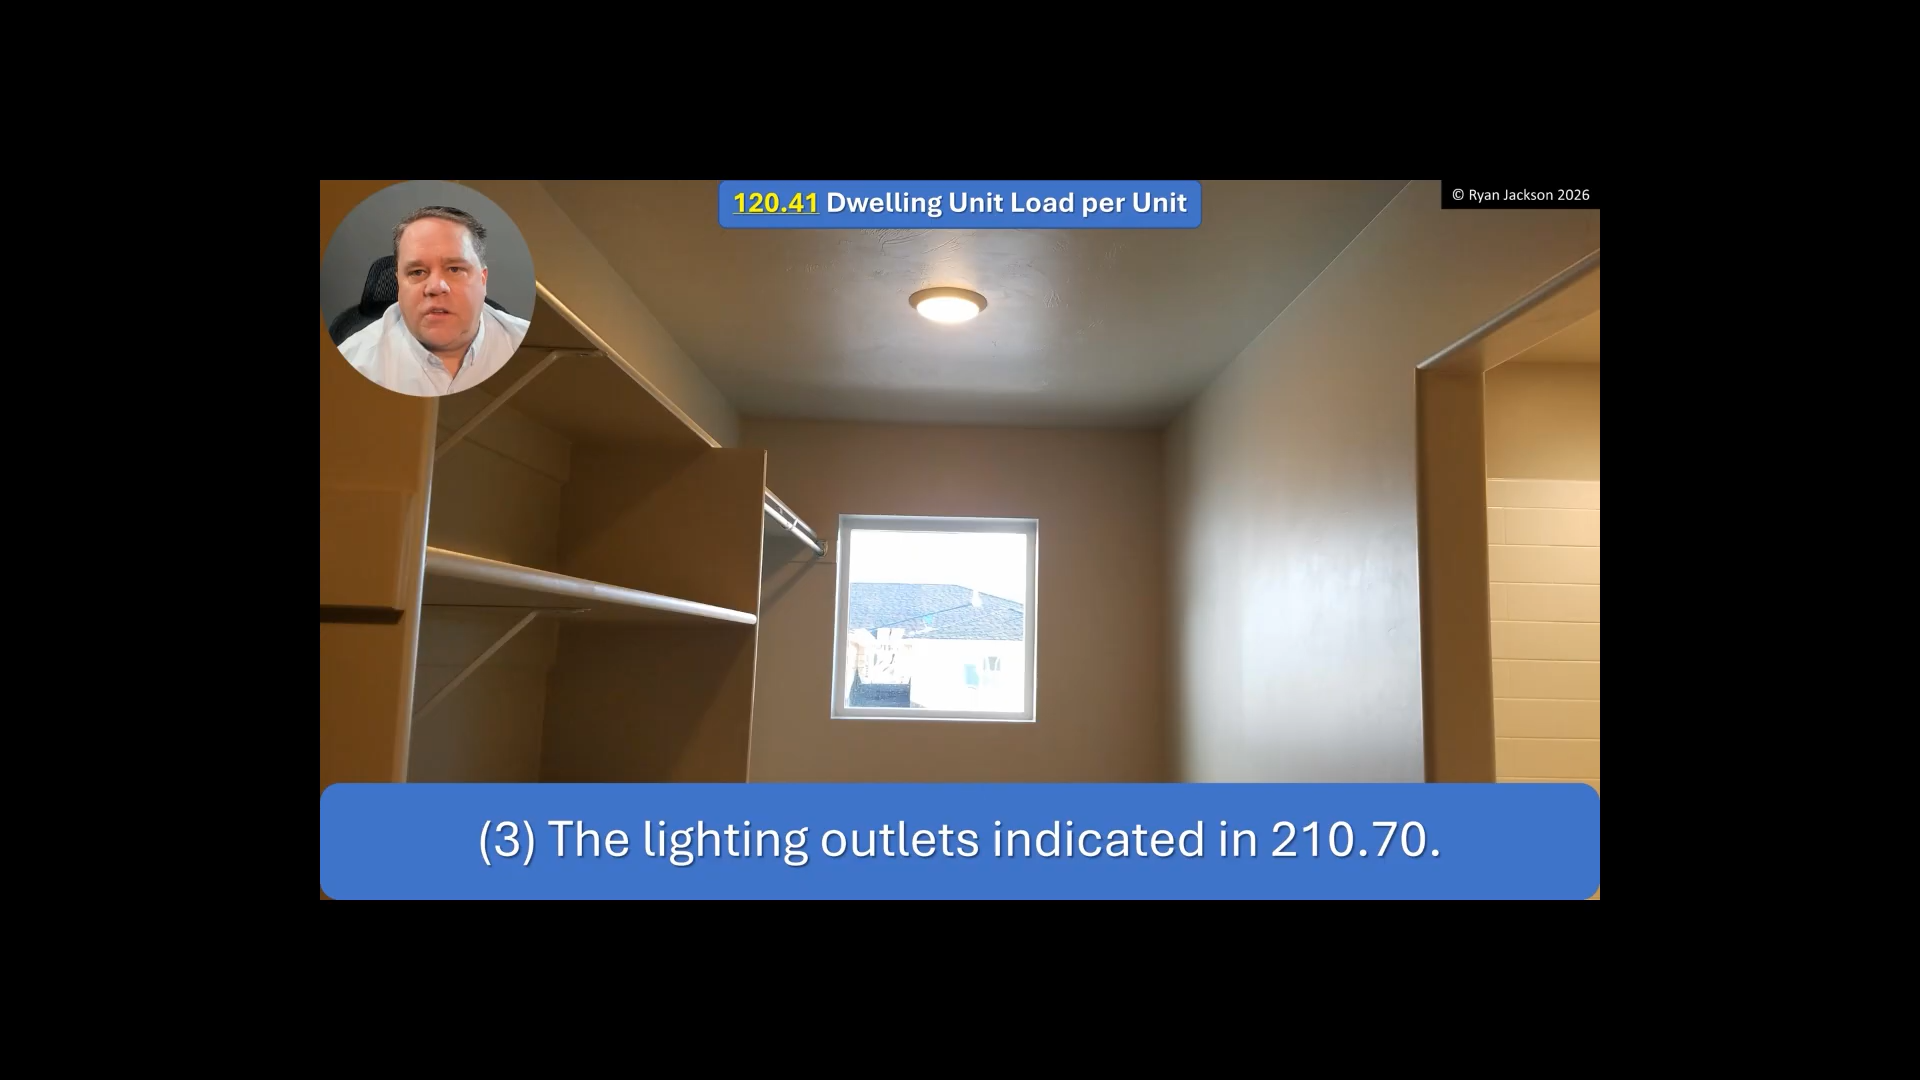 120.41 Dwelling Unit Load per Unit
© Ryan Jackson 2026
(3) The lighting outlets indicated in 210.70.